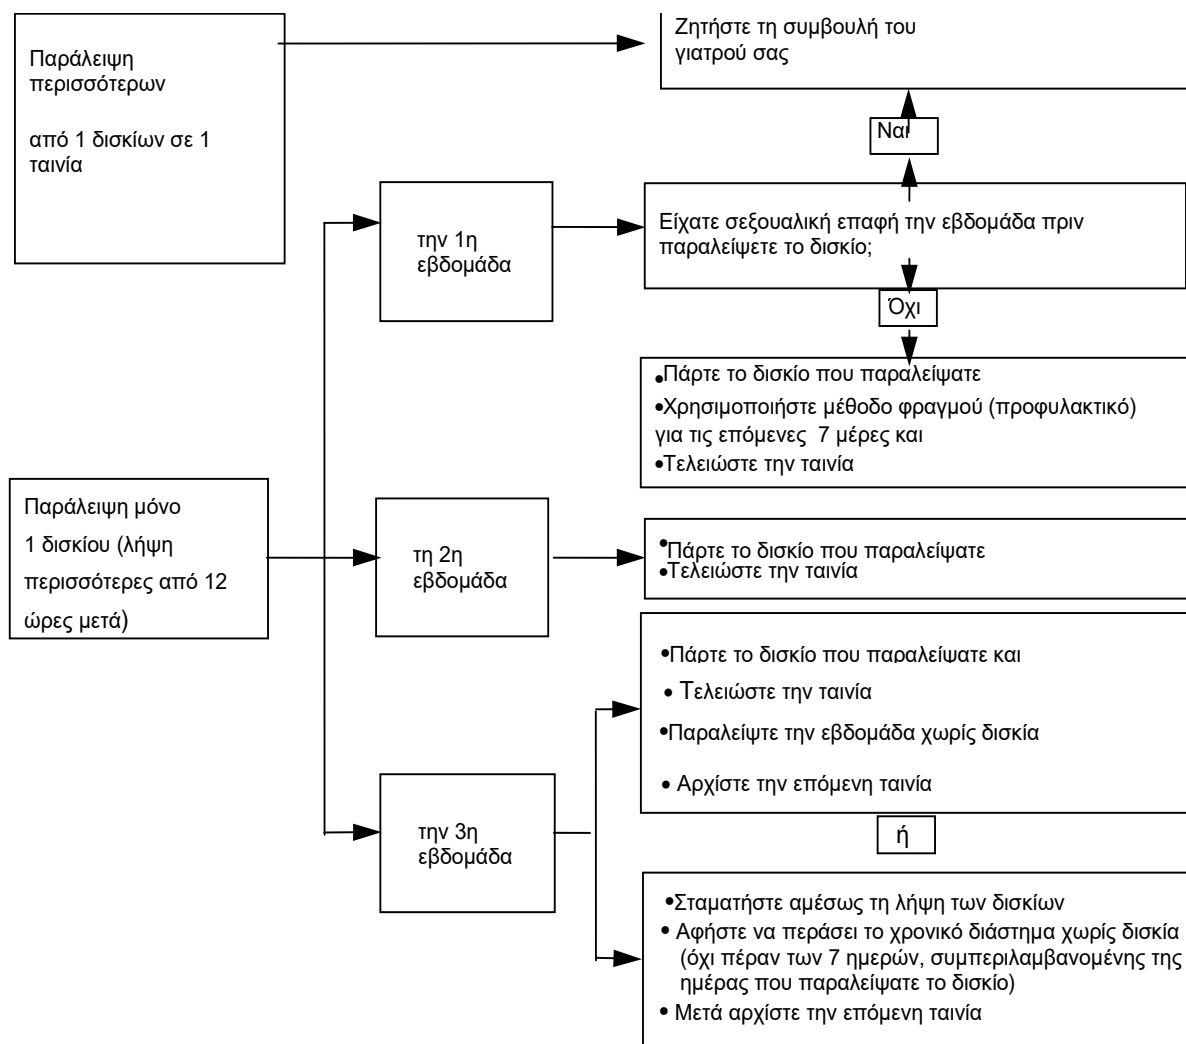 Παράλειψη
περισσότερων
από 1 δισκίων σε 1
ταινία
Ζητήστε τη συμβουλή του
γιατρού σας
Ναι
την 1η
εβδομάδα
Είχατε σεξουαλική επαφή την εβδομάδα πριν
παραλείψετε το δισκίο;
Όχι
•Πάρτε το δισκίο που παραλείψατε
•Χρησιμοποιήστε μέθοδο φραγμού (προφυλακτικό)
για τις επόμενες 7 μέρες και
•Τελειώστε την ταινία
Παράλειψη μόνο
1 δισκίου (λήψη
περισσότερες από 12
ώρες μετά)
τη 2η
εβδομάδα
•Πάρτε το δισκίο που παραλείψατε
•Τελειώστε την ταινία
•Πάρτε το δισκίο που παραλείψατε και
• Τελειώστε την ταινία
•Παραλείψτε την εβδομάδα χωρίς δισκία
• Αρχίστε την επόμενη ταινία
την 3η
εβδομάδα
ή
•Σταματήστε αμέσως τη λήψη των δισκίων
• Αφήστε να περάσει το χρονικό διάστημα χωρίς δισκία
(όχι πέραν των 7 ημερών, συμπεριλαμβανομένης της
ημέρας που παραλείψατε το δισκίο)
• Μετά αρχίστε την επόμενη ταινία